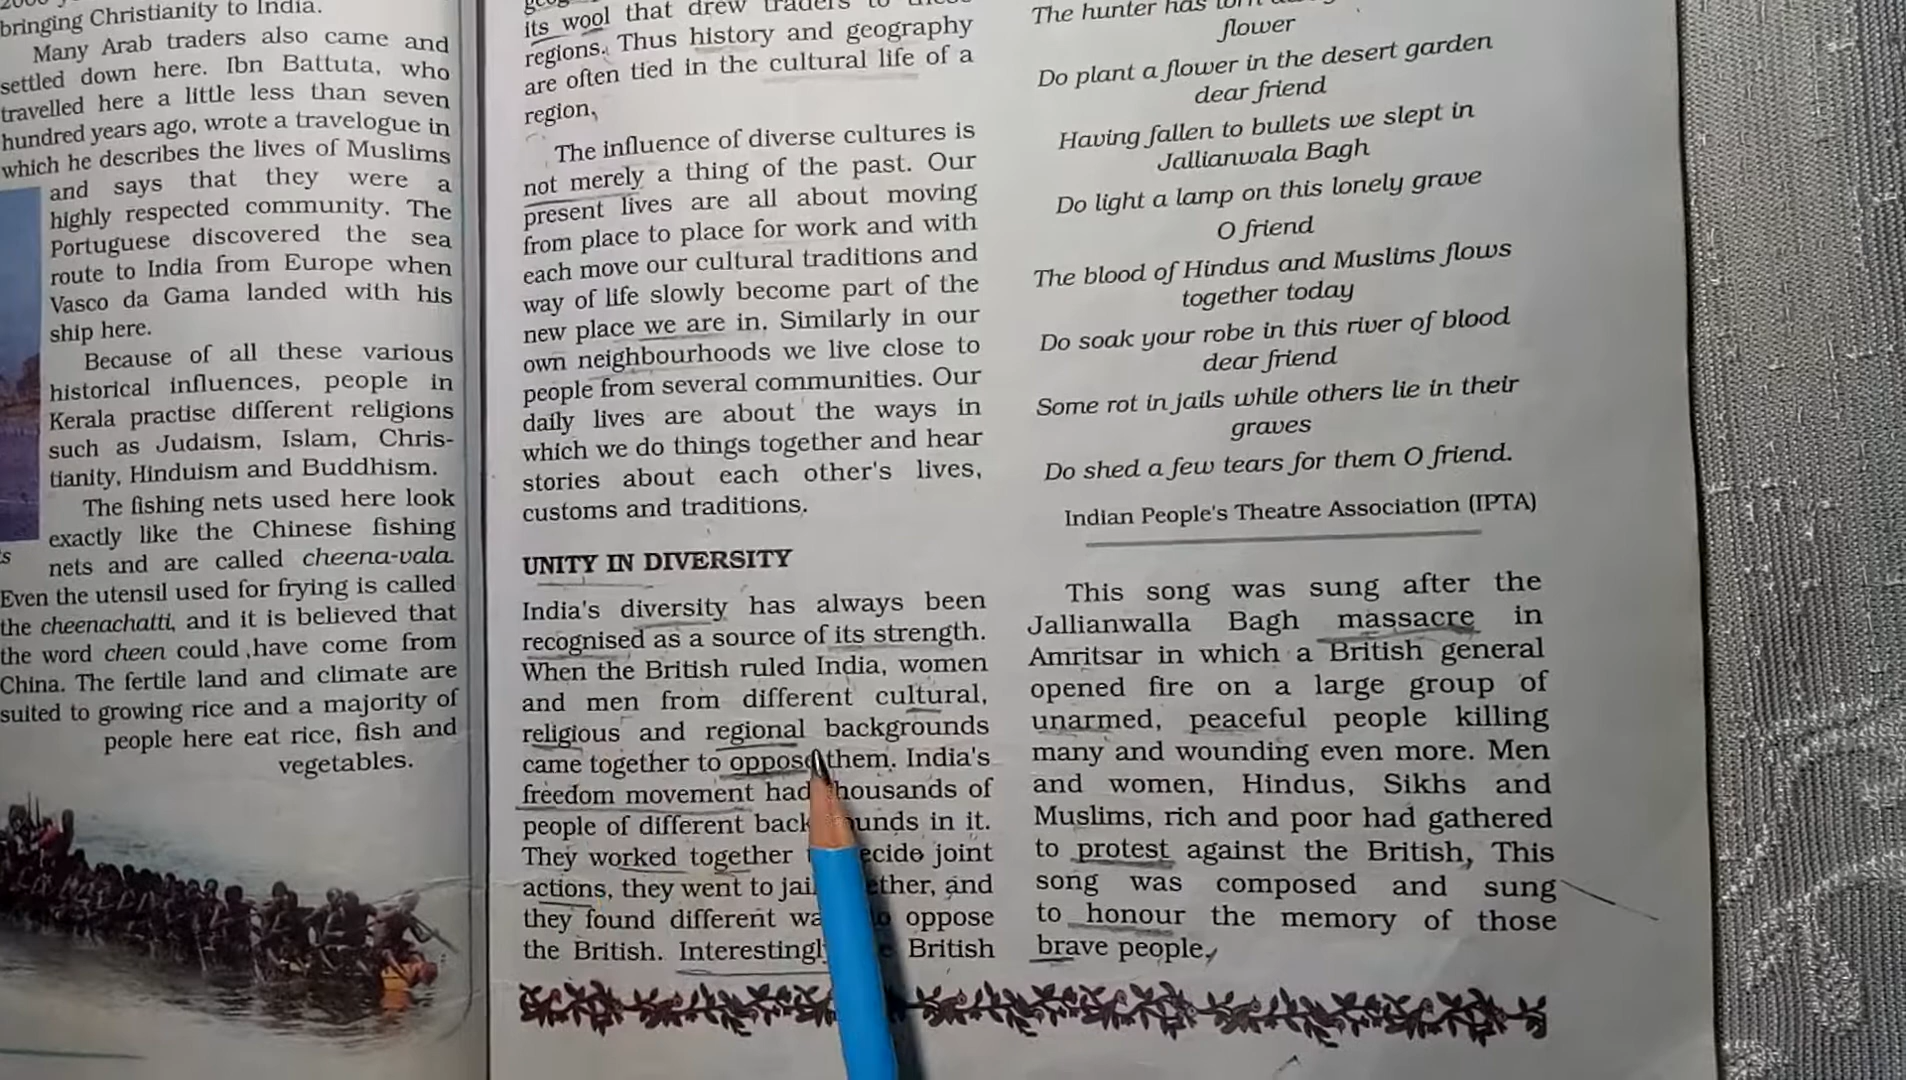 bringing Christianity to India.
Many Arab traders also came and
settled down here. Ibn Battuta, who
travelled here a little less than seven
hundred years ago, wrote a travelogue in
which he describes the lives of Muslims
and says that they were a
highly respected community. The
Portuguese discovered the sea
route to India from Europe when
Vasco da Gama landed with his
ship here.
Because of all these various
historical influences, people in
Kerala practise different religions
such as Judaism, Islam, Chris-
tianity, Hinduism and Buddhism.
The fishing nets used here look
exactly like the Chinese fishing
nets and are called cheena-vala.
Even the utensil used for frying is called
the cheenachatti, and it is believed that
the word cheen could have come from
China. The fertile land and climate are
suited to growing rice and a majority of
people here eat rice, fish and
vegetables.
its wool that drew traders to these
regions. Thus history and geography
are often tied in the cultural life of a
region,
The influence of diverse cultures is
not merely a thing of the past. Our
present lives are all about moving
from place to place for work and with
each move our cultural traditions and
way of life slowly become part of the
new place we are in. Similarly in our
own neighbourhoods we live close to
people from several communities. Our
daily lives are about the ways in
which we do things together and hear
stories about each other's lives,
customs and traditions.
UNITY IN DIVERSITY
India's diversity has always been
recognised as a source of its strength.
When the British ruled India, women
and men from different cultural,
religious and regional backgrounds
came together to oppose them. India's
freedom movement had thousands of
people of different backgrounds in it.
They worked together decide joint
actions, they went to jail together, and
they found different oppose
the British. Interestingly British
The hunter has
flower
Do plant a flower in the desert garden
dear friend
Having fallen to bullets we slept in
Jallianwala Bagh
Do light a lamp on this lonely grave
O friend
The blood of Hindus and Muslims flows
together today
Do soak your robe in this river of blood
dear friend
Some rot in jails while others lie in their
graves
Do shed a few tears for them O friend.
Indian People's Theatre Association (IPTA)
This song was sung after the
Jallianwalla Bagh massacre in
Amritsar in which a British general
opened fire on a large group of
unarmed, peaceful people killing
many and wounding even more. Men
and women, Hindus, Sikhs and
Muslims, rich and poor had gathered
to protest against the British, This
song was composed and sung
to honour the memory of those
brave people,